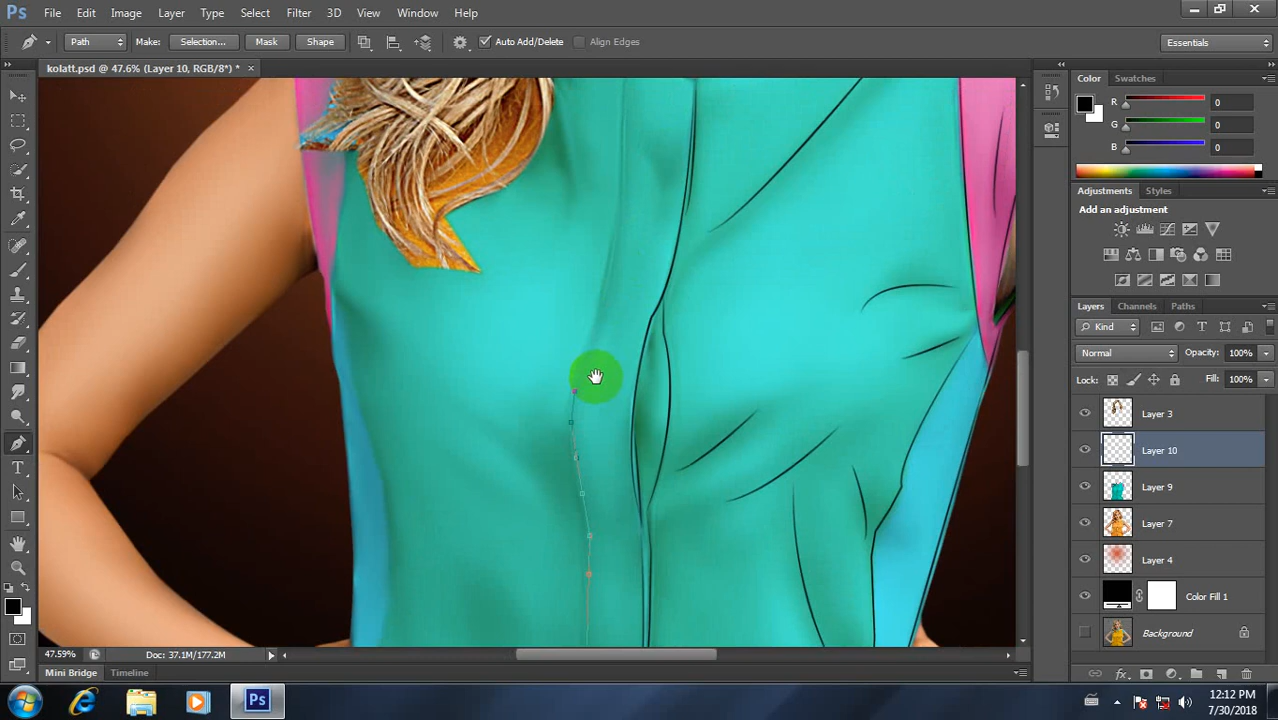 Ps File Edit Image Layer Type Select Filter 3D View Window Help
Path Make: Selection... Mask Shape Auto Add/Delete Align Edges Essentials
kolatt.psd @ 47.6% (Layer 10, RGB/8*) * ×
Color Swatches
R 0
G 0
B 0
Adjustments Styles
Add an adjustment
Layers Channels Paths
Kind
Normal Opacity: 100%
Lock: Fill: 100%
Layer 3
Layer 10
Layer 9
Layer 7
Layer 4
Color Fill 1
Background
47.59% Doc: 37.1M/177.2M
Mini Bridge Timeline
Ps
12:12 PM
7/30/2018